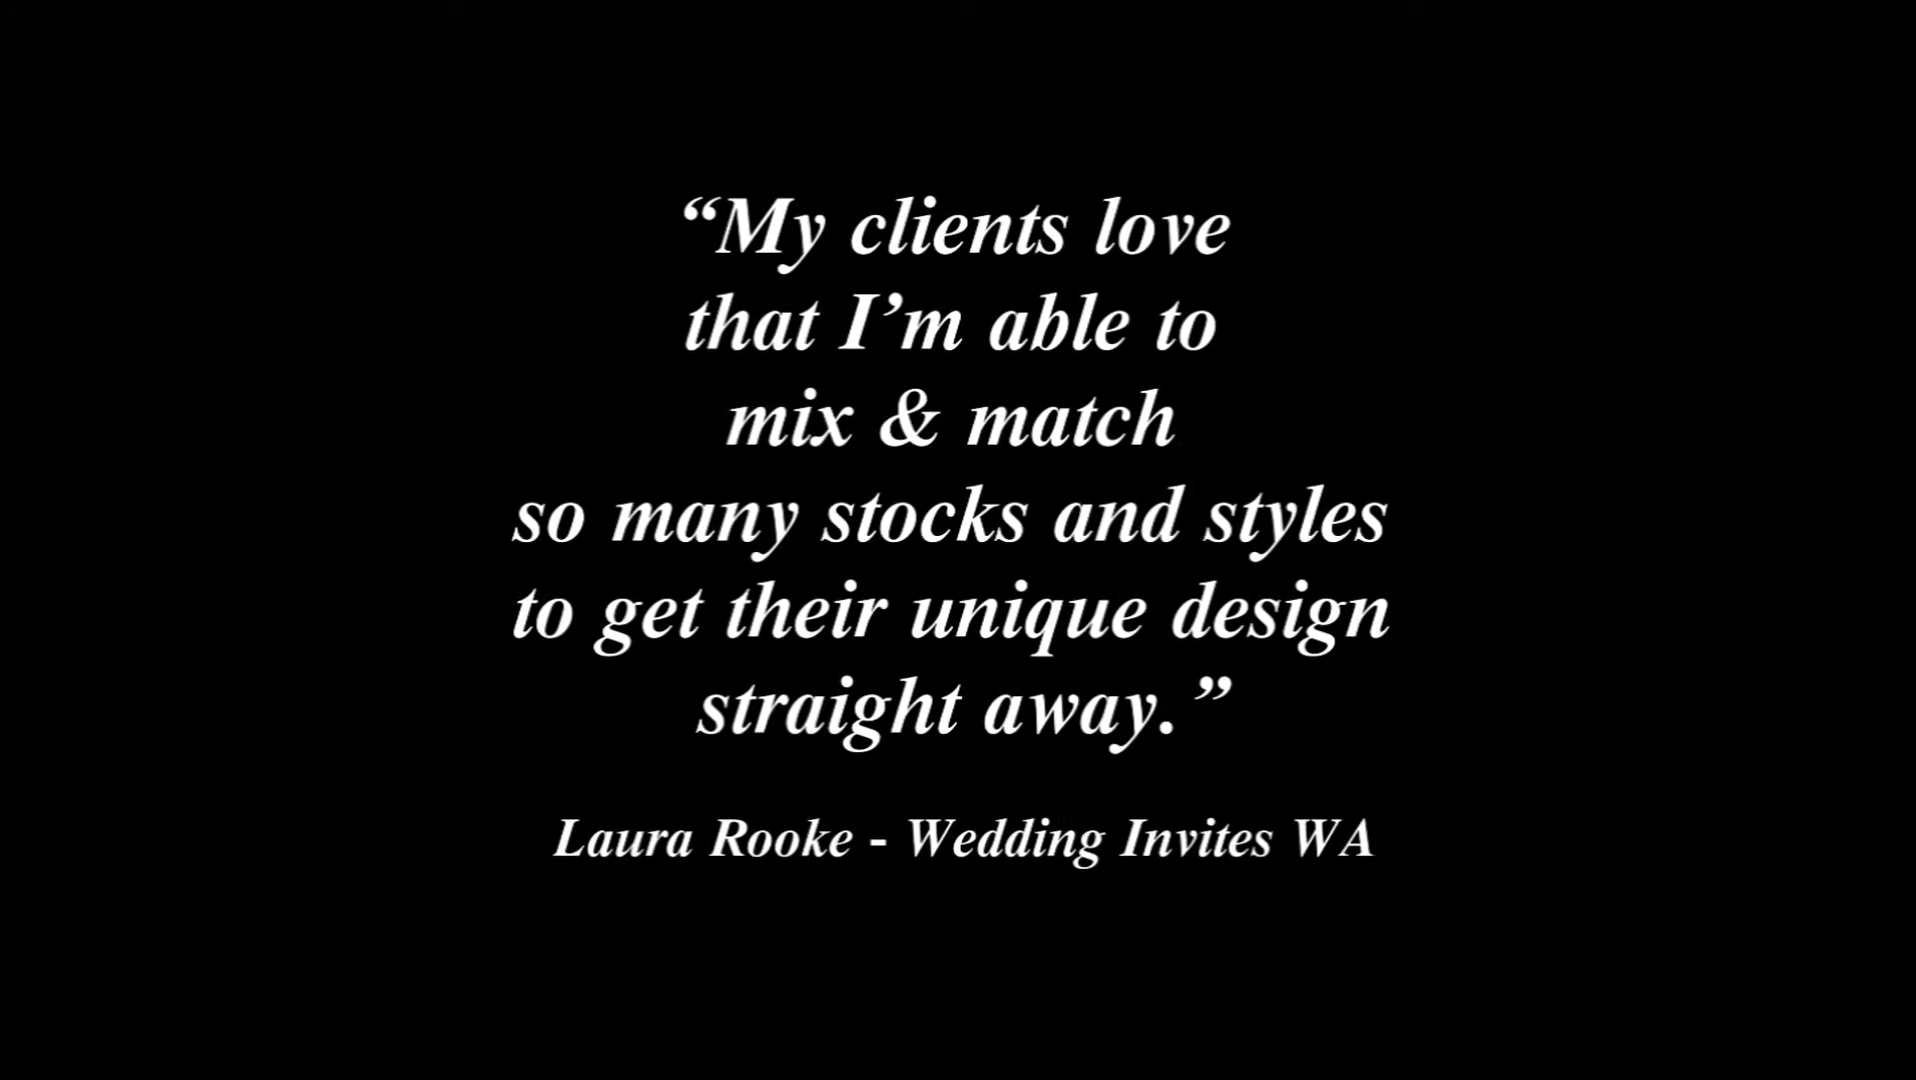 “My clients love
that I’m able to
mix & match
so many stocks and styles
to get their unique design
straight away.”
Laura Rooke - Wedding Invites WA